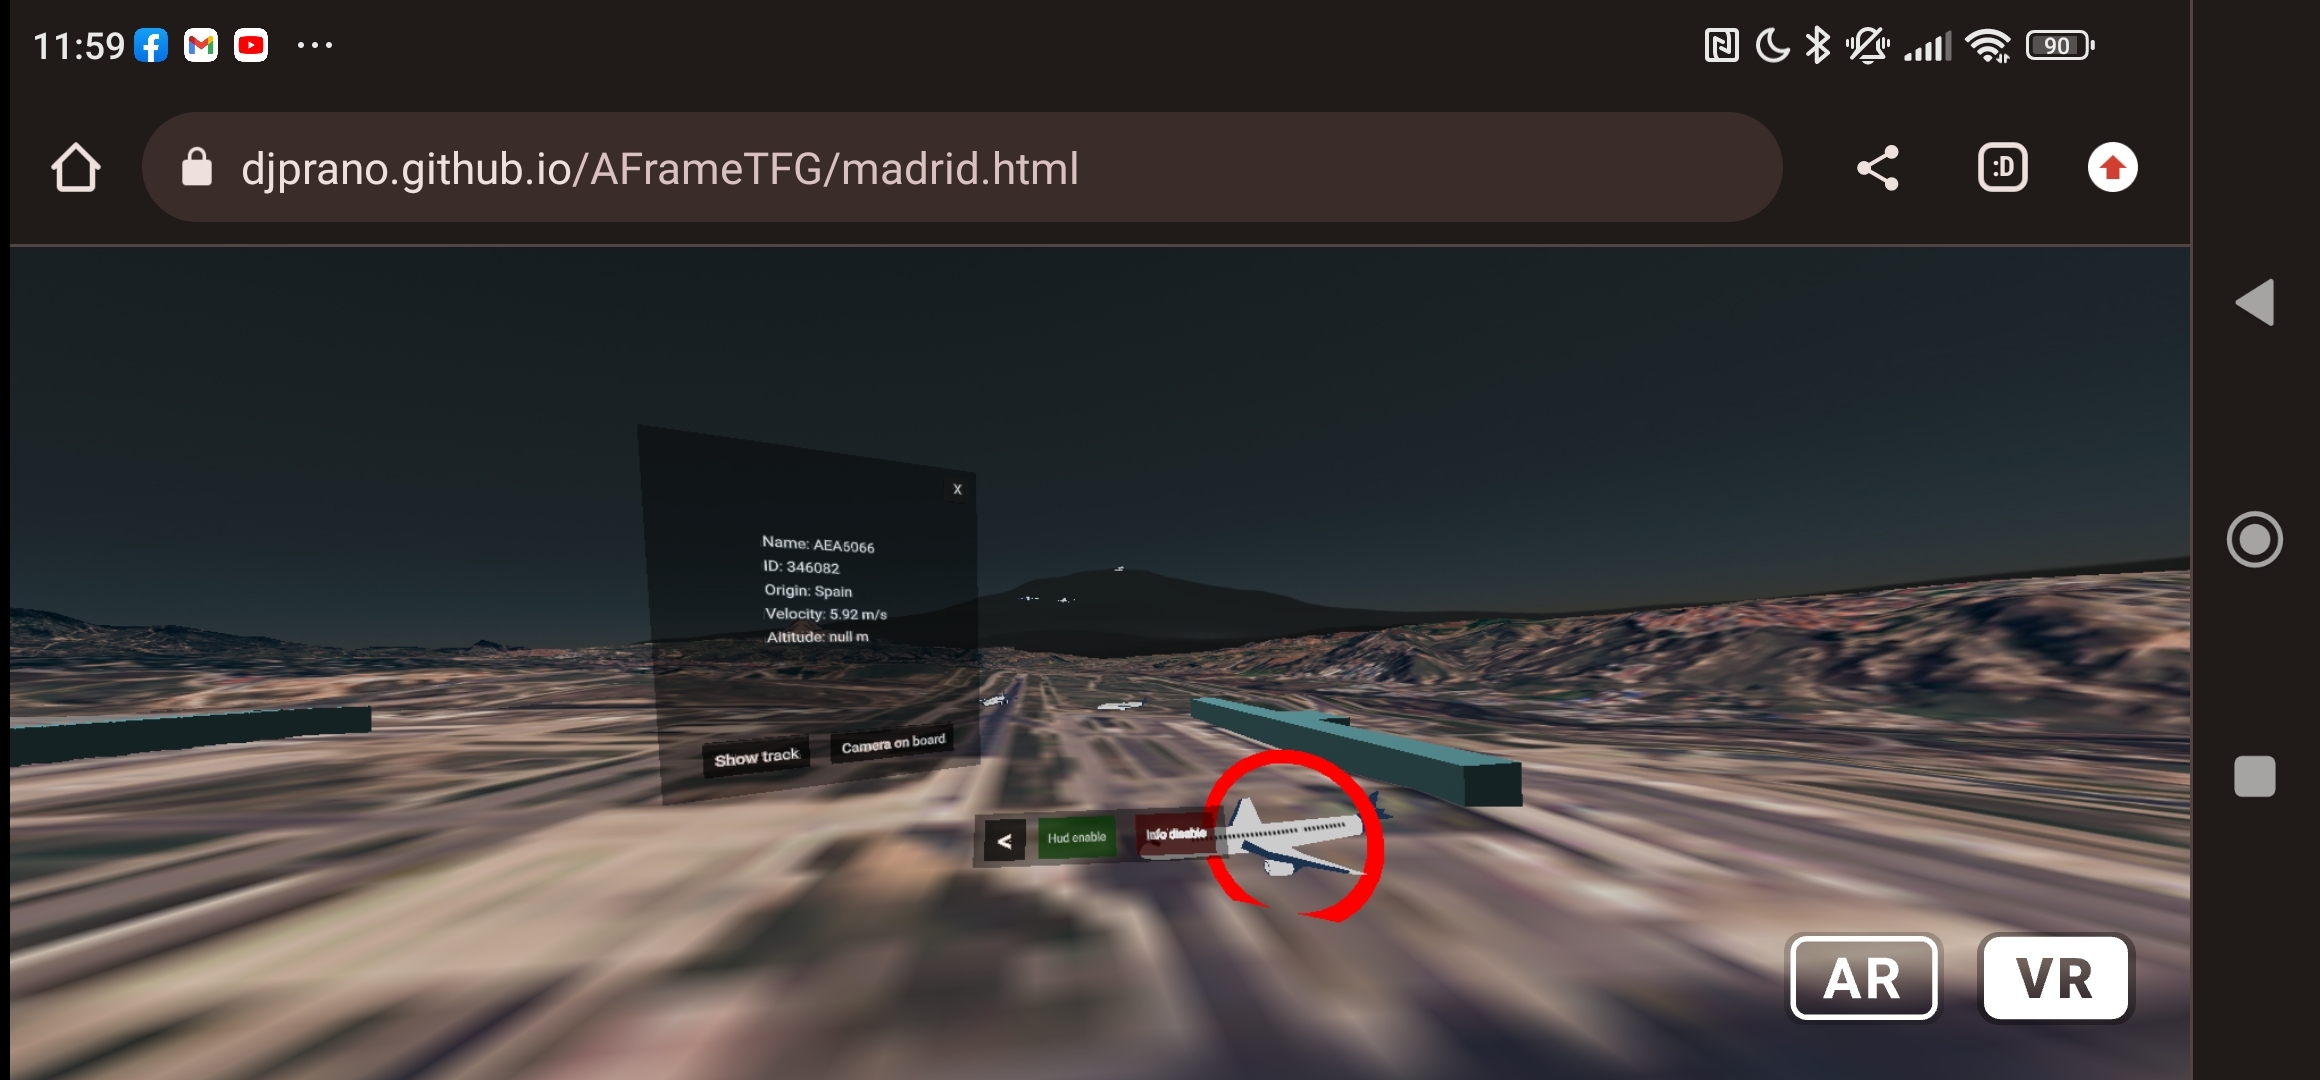 11:59
90
djprano.github.io/AFrameTFG/madrid.html
:D
X
Name: AEA5066
ID: 346082
Origin: Spain
Velocity: 5.92 m/s
Altitude: null m
Show track
Camera on board
<
Hud enable
Info disable
AR
VR